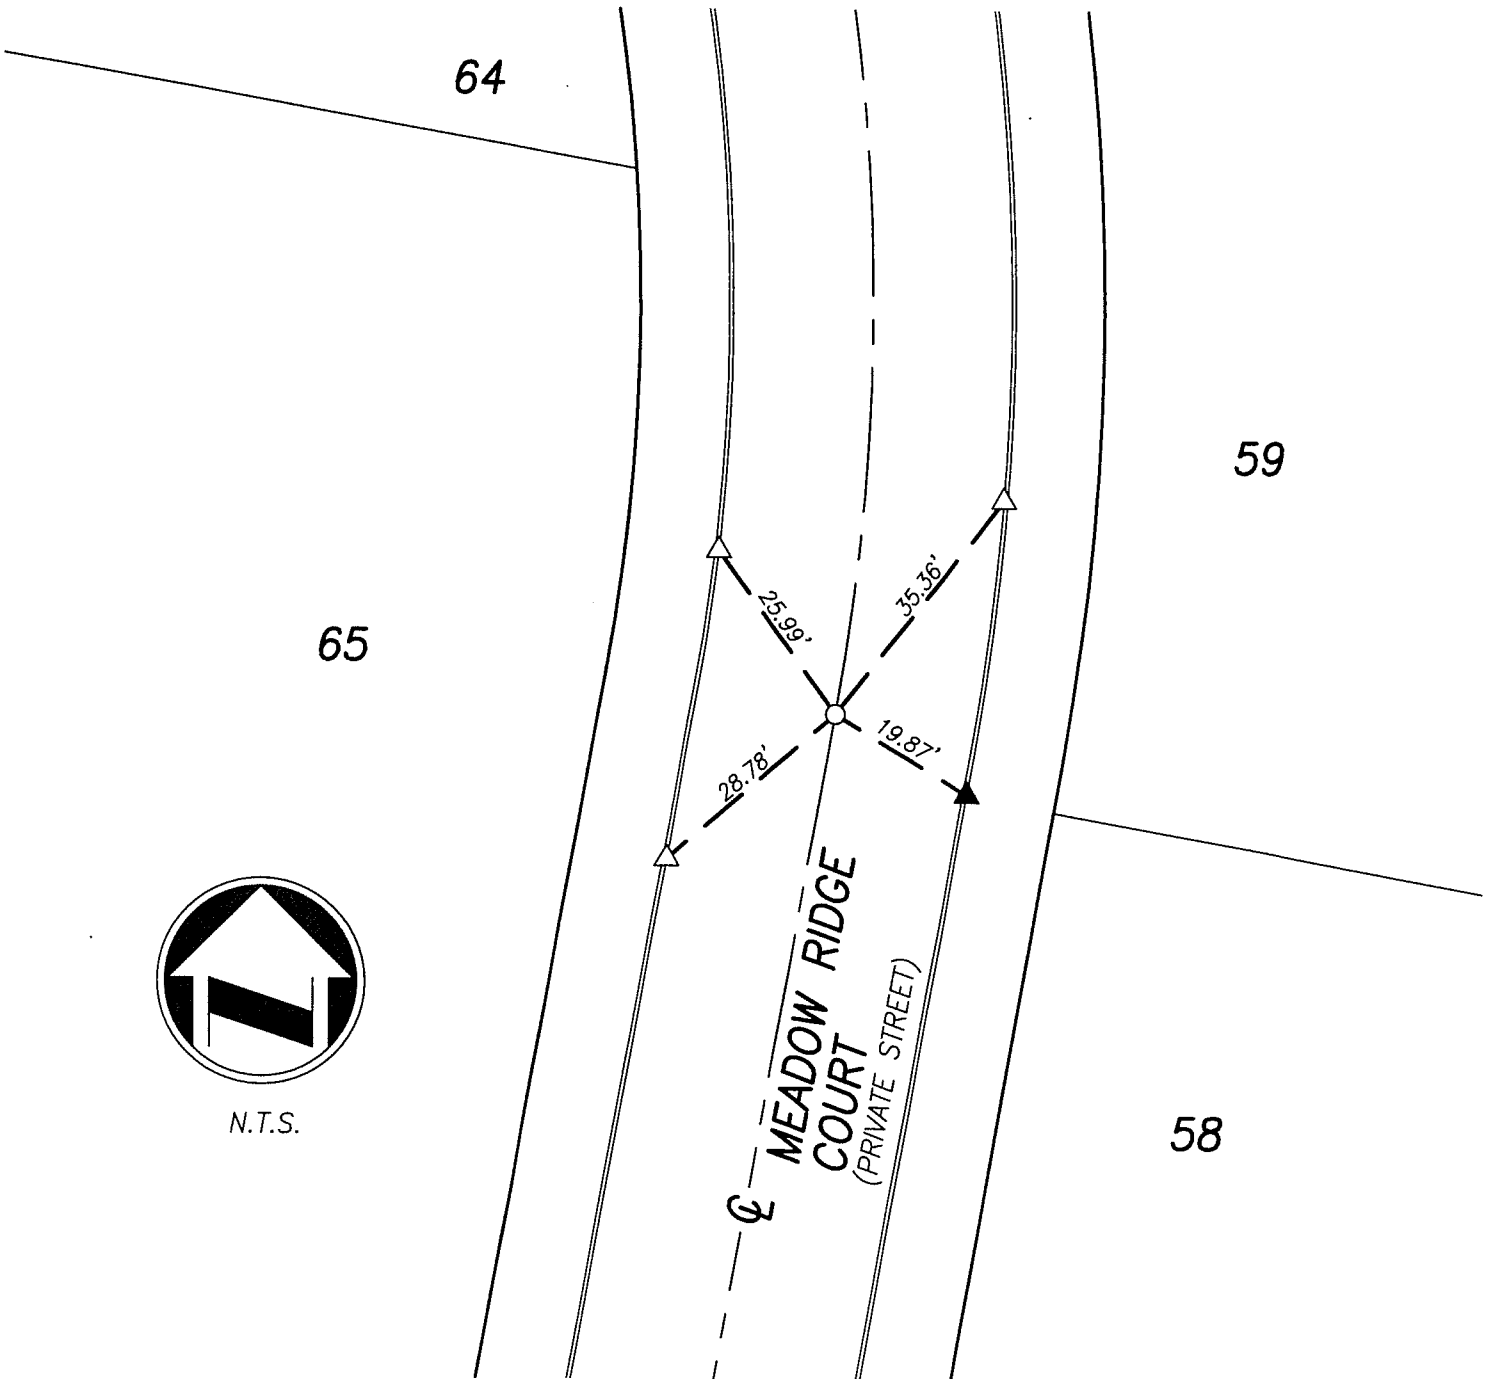 64
59
65
25.99'
35.36'
28.78'
19.87'
MEADOW RIDGE
COURT
(PRIVATE STREET)
℄
N.T.S.
58